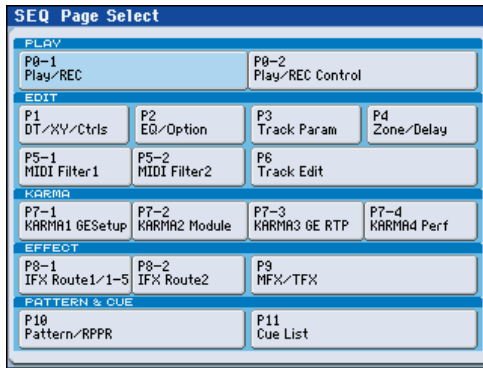 SEQ Page Select
PLAY
P0-1
Play/REC
P0-2
Play/REC Control
EDIT
P1
DT/XY/Ctrls
P2
EQ/Option
P3
Track Param
P4
Zone/Delay
P5-1
MIDI Filter1
P5-2
MIDI Filter2
P6
Track Edit
KARMA
P7-1
KARMA1 GESetup
P7-2
KARMA2 Module
P7-3
KARMA3 GE RTP
P7-4
KARMA4 Perf
EFFECT
P8-1
IFX Route1/1-5
P8-2
IFX Route2
P9
MFX/TFX
PATTERN & CUE
P10
Pattern/RPPR
P11
Cue List